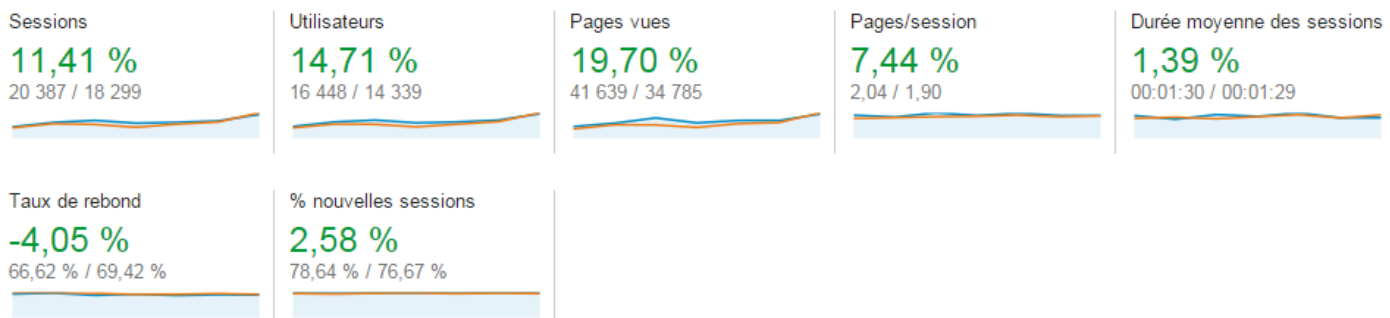 Sessions
11,41 %
20 387 / 18 299
Utilisateurs
14,71 %
16 448 / 14 339
Pages vues
19,70 %
41 639 / 34 785
Pages/session
7,44 %
2,04 / 1,90
Durée moyenne des sessions
1,39 %
00:01:30 / 00:01:29
Taux de rebond
-4,05 %
66,62 % / 69,42 %
% nouvelles sessions
2,58 %
78,64 % / 76,67 %